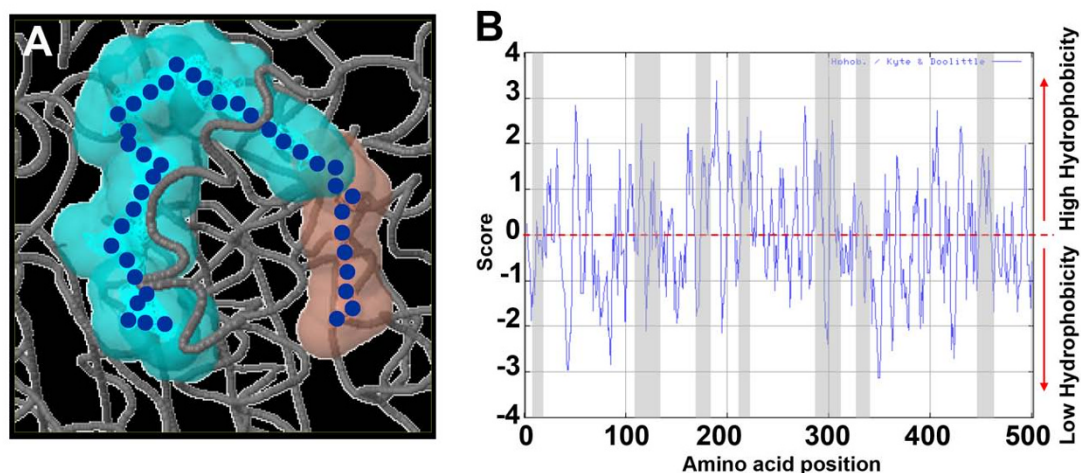 A
B
Hphob. / Kyte & Doolittle
4
3
2
1
0
-1
-2
-3
-4
Score
0
100
200
300
400
500
Amino acid position
High Hydrophobicity
Low Hydrophobicity